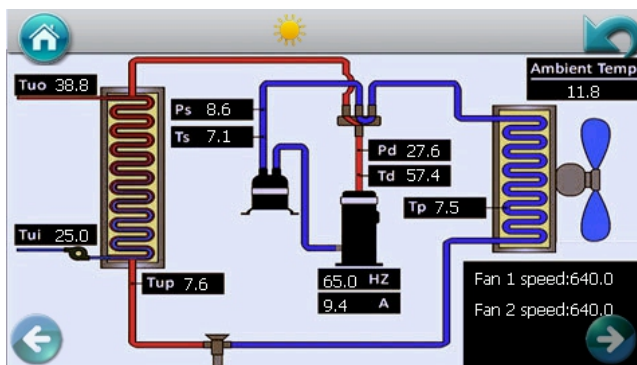 Ambient Temp
11.8
Tuo 38.8
Ps 8.6
Ts 7.1
Pd 27.6
Td 57.4
Tp 7.5
Tui 25.0
Tup 7.6
65.0 HZ
9.4 A
Fan 1 speed:640.0
Fan 2 speed:640.0